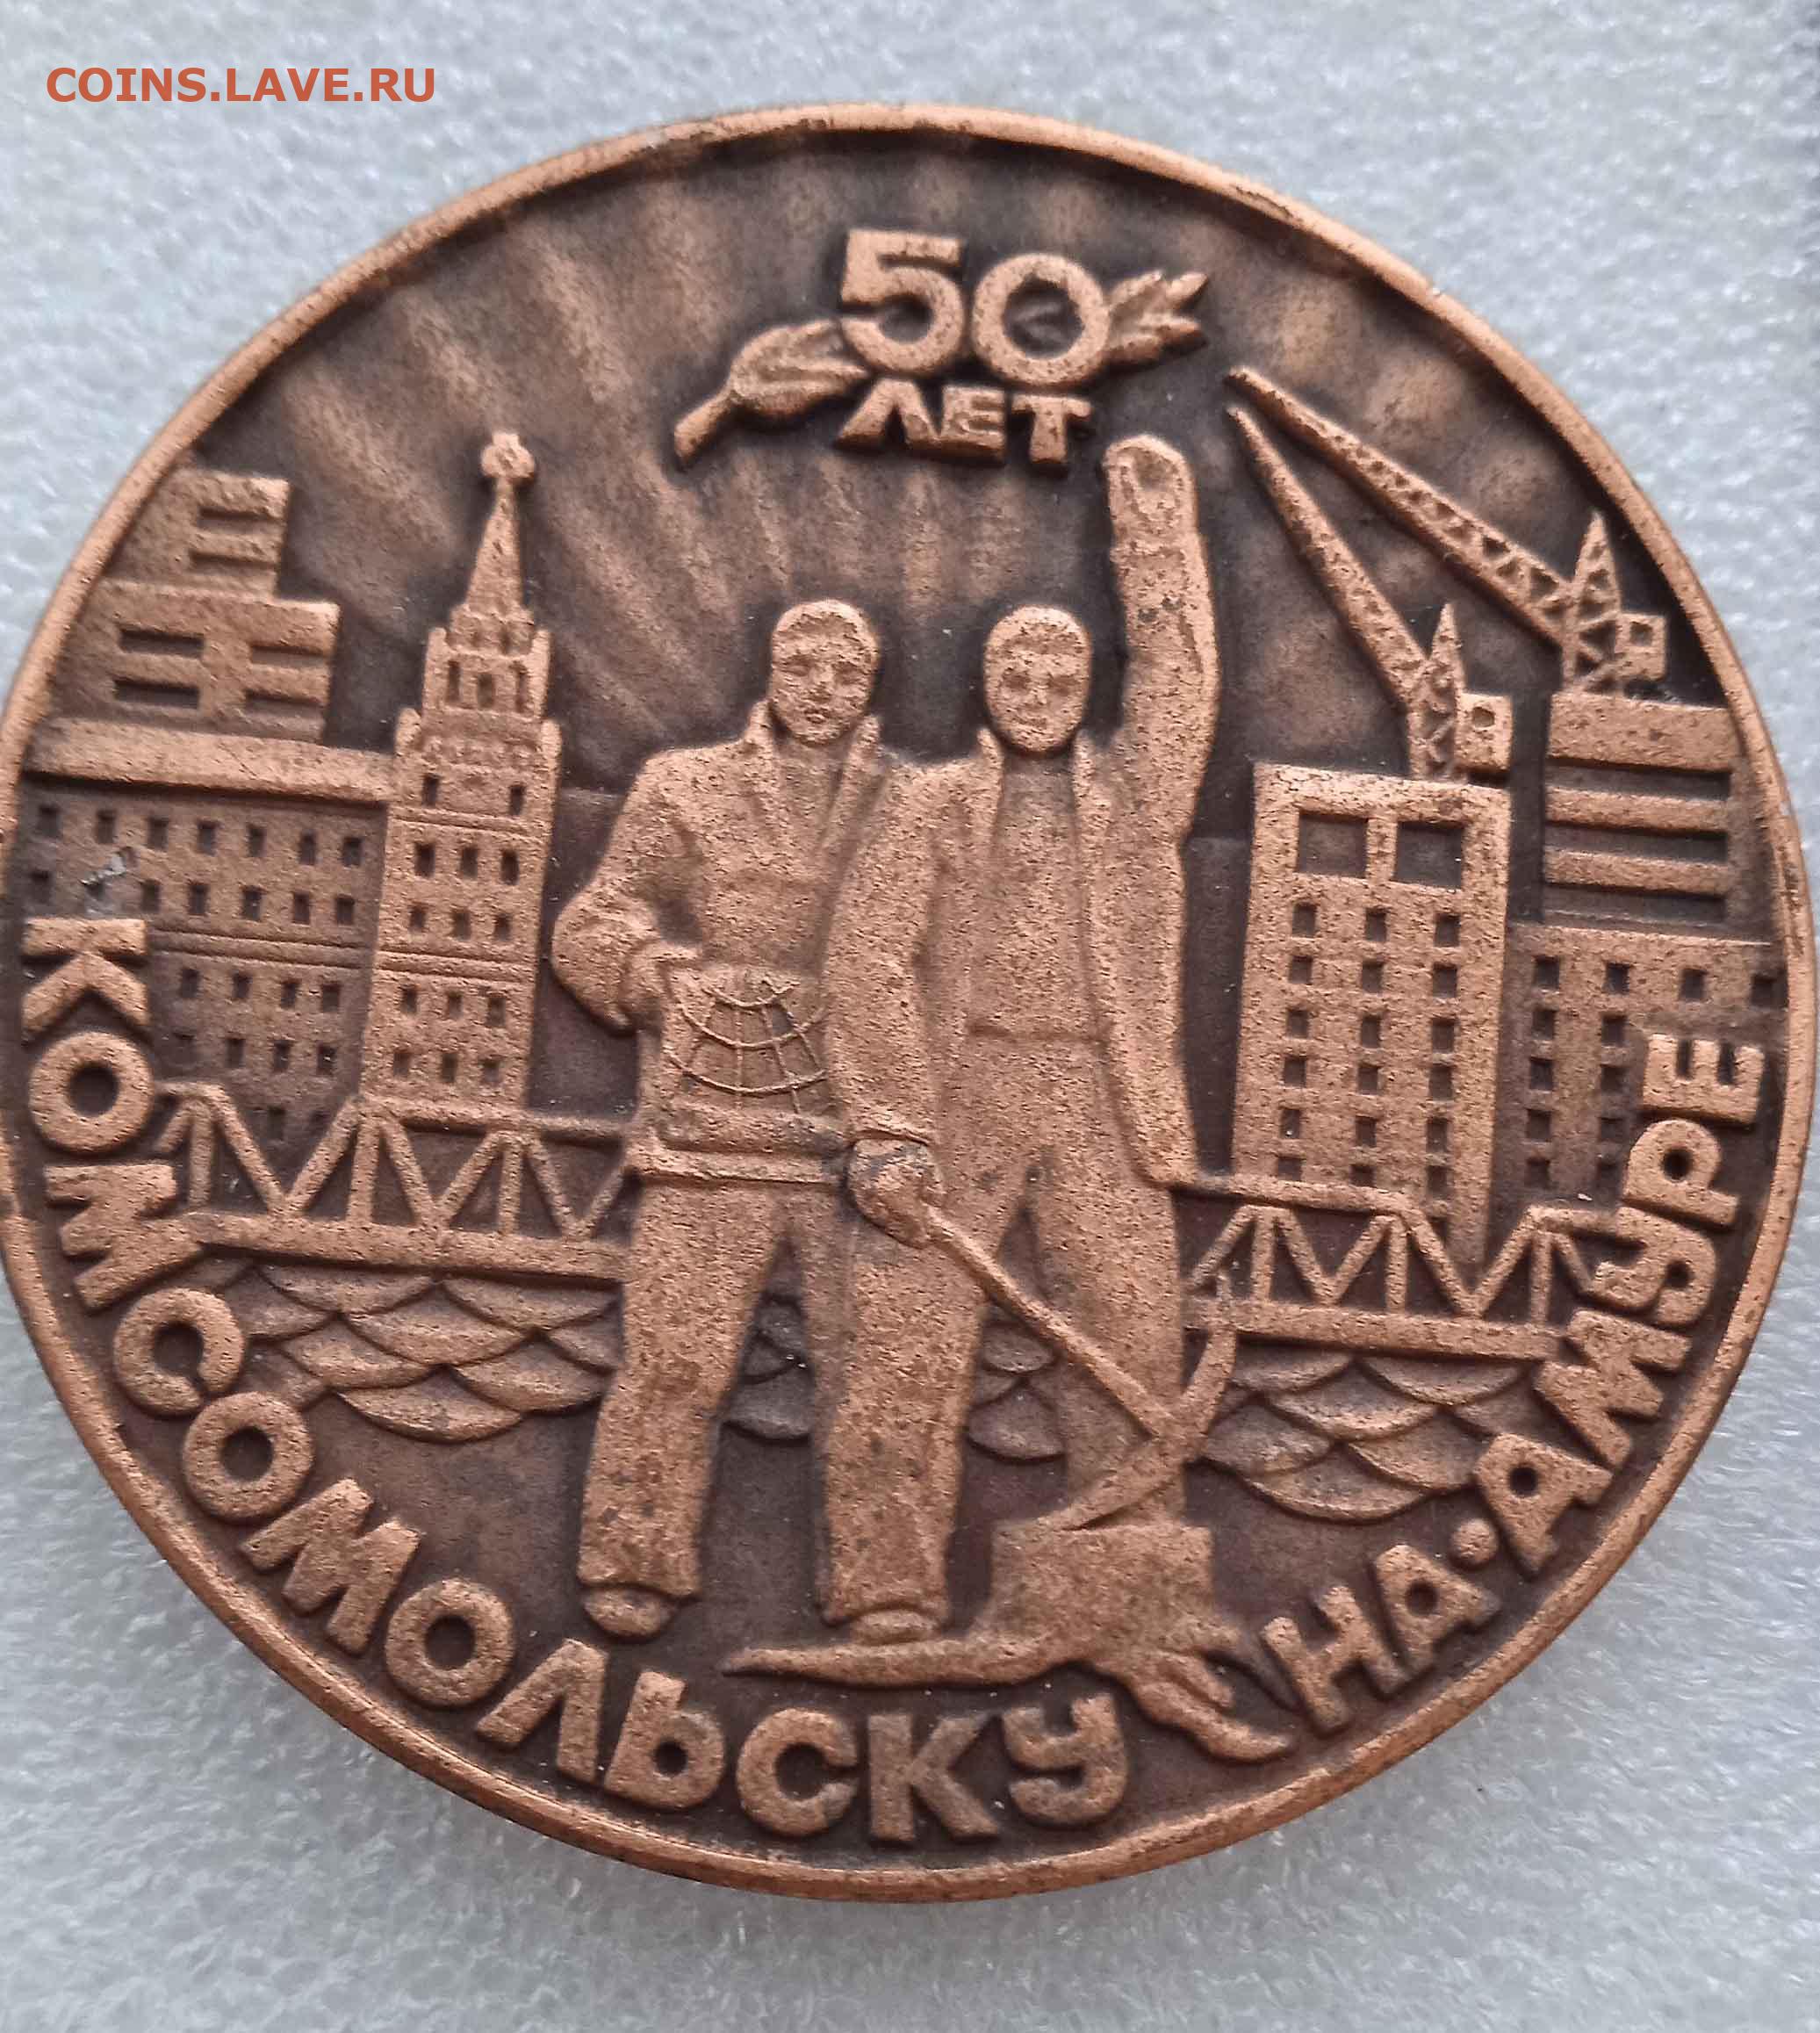 COINS.LAVE.RU
50
ЛЕТ
КОМСОМОЛЬСКУ НА·АМУРЕ